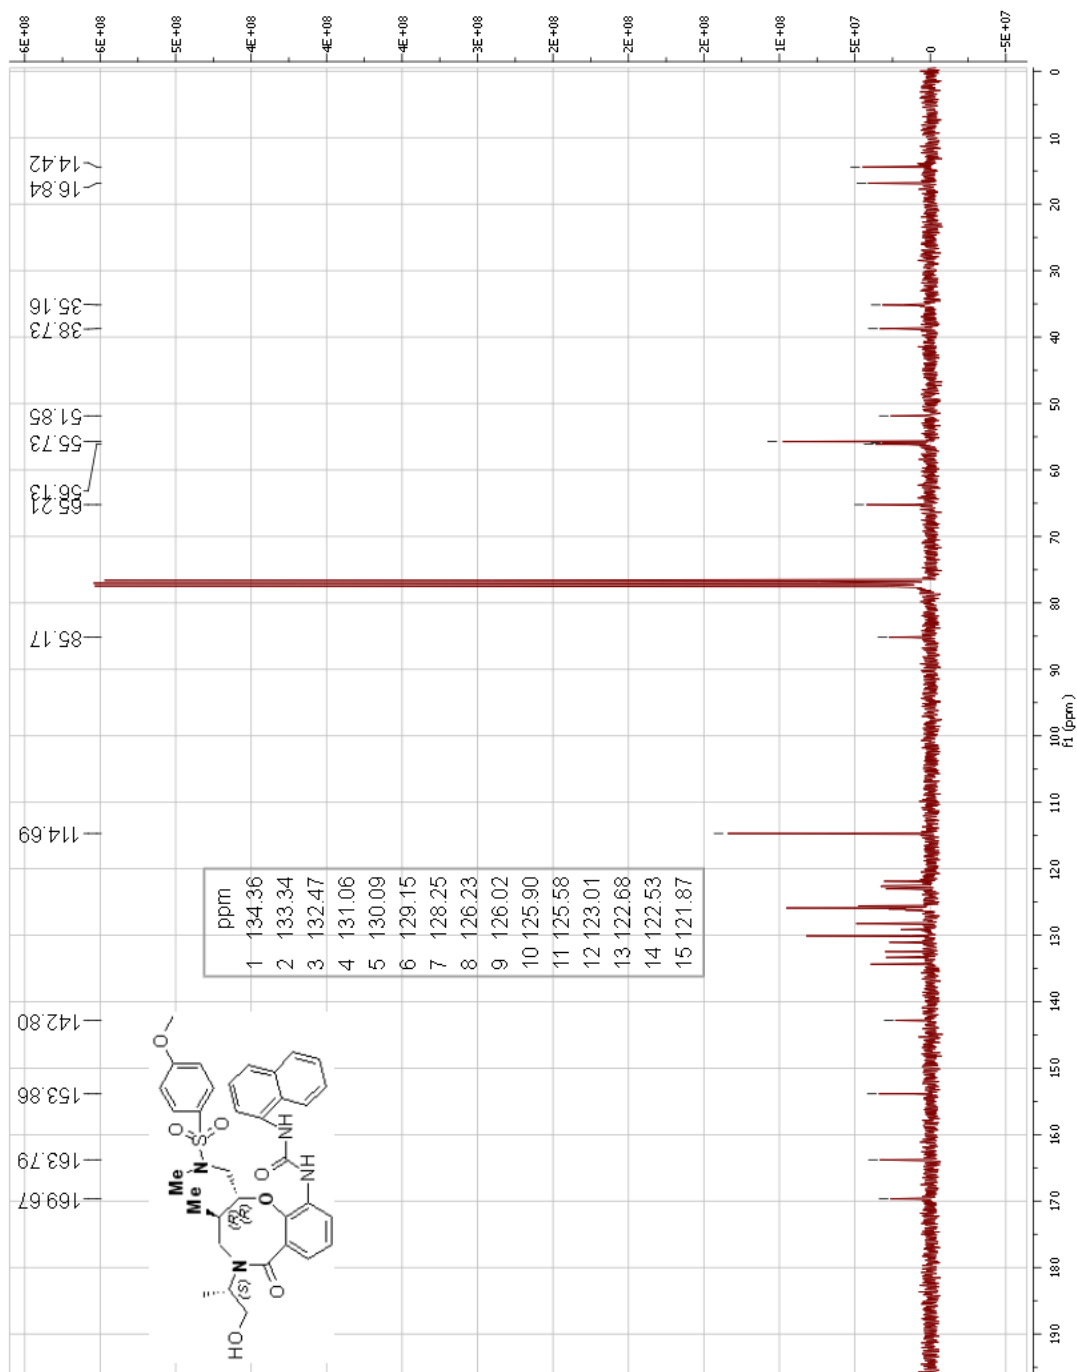 6E+08
6E+08
5E+08
4E+08
4E+08
4E+08
3E+08
2E+08
2E+08
2E+08
1E+08
5E+07
0
-5E+07
14.42
16.84
35.16
38.73
51.85
55.73
56.13
65.21
85.17
114.69
142.80
153.86
163.79
169.67
ppm
1 134.36
2 133.34
3 132.47
4 131.06
5 130.09
6 129.15
7 128.25
8 126.23
9 126.02
10 125.90
11 125.58
12 123.01
13 122.68
14 122.53
15 121.87
O
O
S
O
Me
N
Me
NH
O
NH
(R)
(R)
O
N
(S)
O
HO
0
10
20
30
40
50
60
70
80
90
100
110
120
130
140
150
160
170
180
190
f1 (ppm)